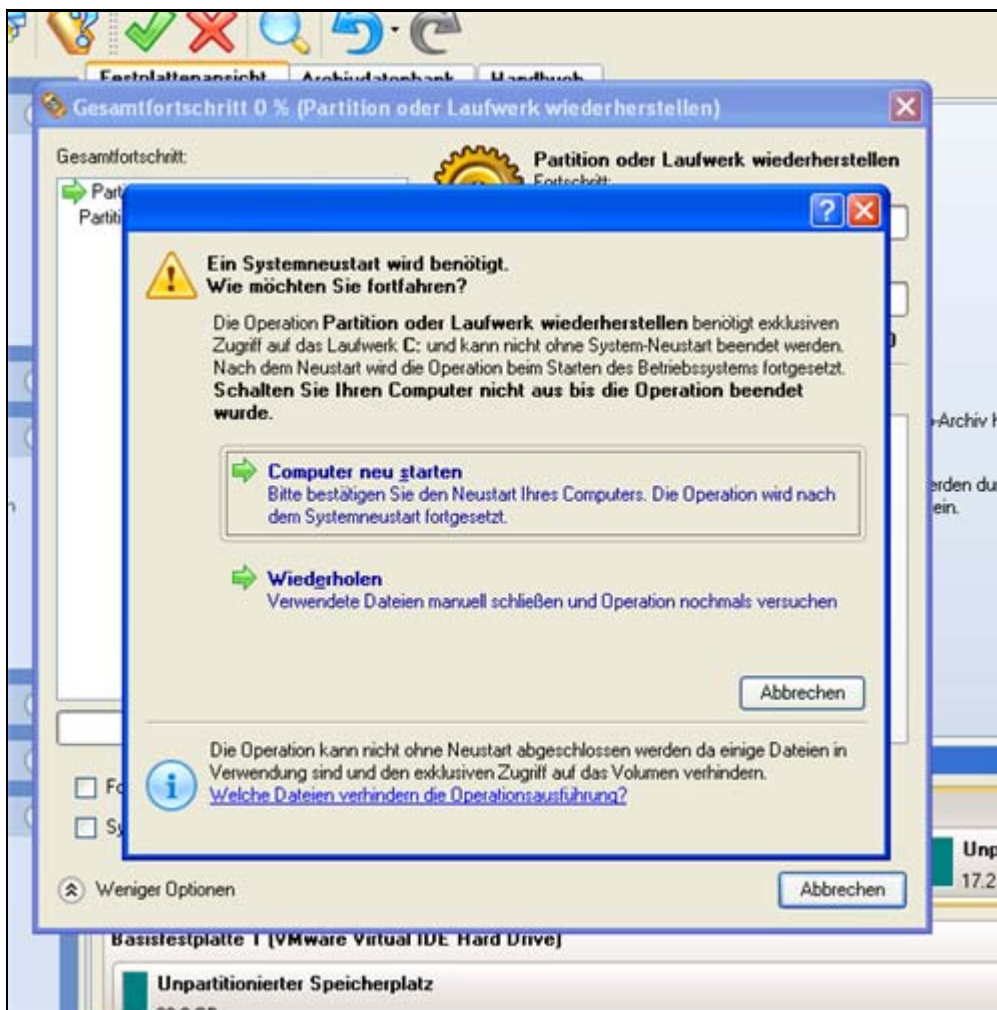 Festplattenansicht
Archivdatenbank
Handbuch
Gesamtfortschritt 0 % (Partition oder Laufwerk wiederherstellen)
Gesamtfortschritt:
Partition oder Laufwerk wiederherstellen
Fortschritt:
Ein Systemneustart wird benötigt.
Wie möchten Sie fortfahren?
Die Operation Partition oder Laufwerk wiederherstellen benötigt exklusiven
Zugriff auf das Laufwerk C: und kann nicht ohne System-Neustart beendet werden.
Nach dem Neustart wird die Operation beim Starten des Betriebssystems fortgesetzt.
Schalten Sie Ihren Computer nicht aus bis die Operation beendet
wurde.
Computer neu starten
Bitte bestätigen Sie den Neustart Ihres Computers. Die Operation wird nach
dem Systemneustart fortgesetzt.
Wiederholen
Verwendete Dateien manuell schließen und Operation nochmals versuchen
Abbrechen
Die Operation kann nicht ohne Neustart abgeschlossen werden da einige Dateien in
Verwendung sind und den exklusiven Zugriff auf das Volumen verhindern.
Welche Dateien verhindern die Operationsausführung?
-Archiv
ein.
17.2
Weniger Optionen
Abbrechen
Basisfestplatte 1 (VMware Virtual IDE Hard Drive)
Unpartitionierter Speicherplatz